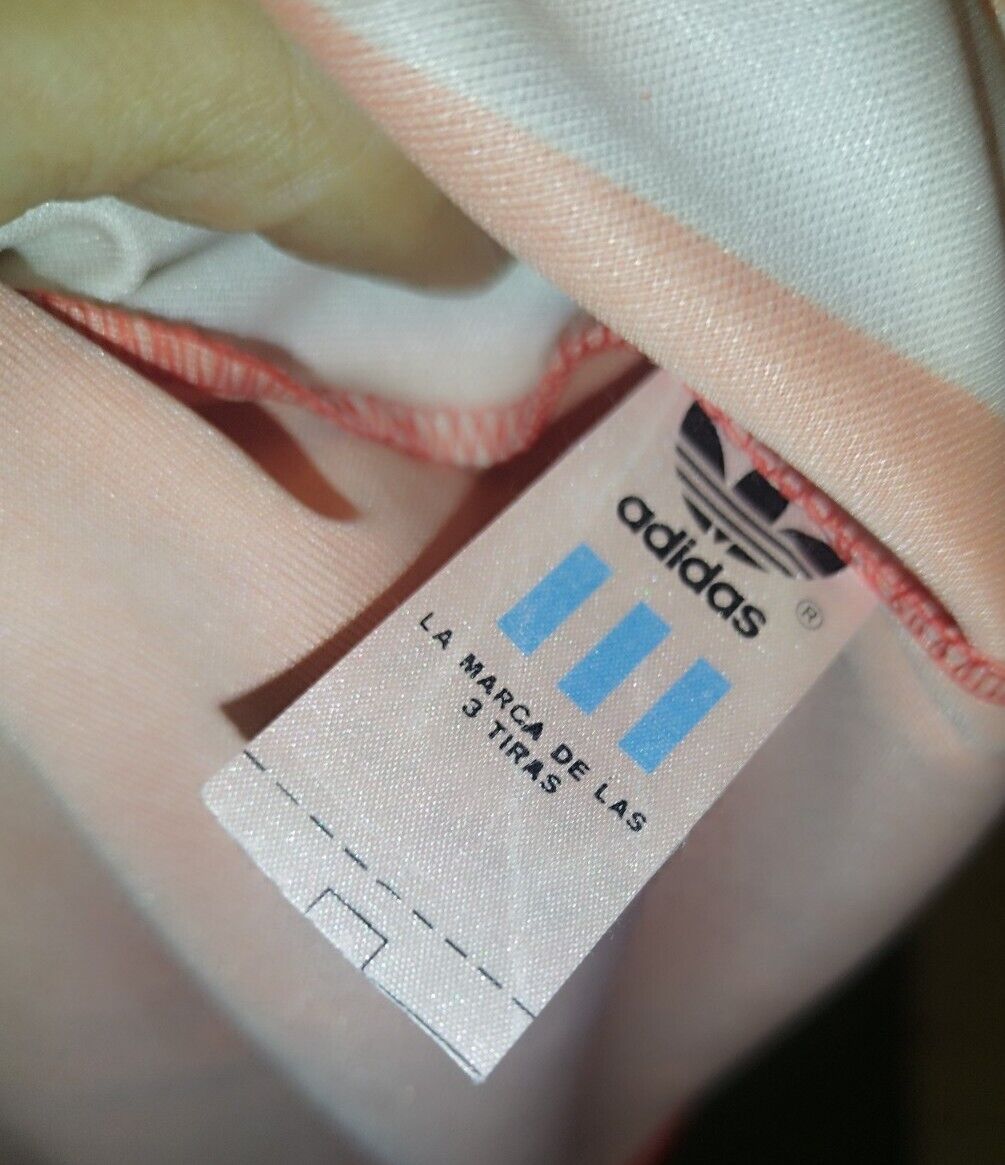 adidas
®
LA MARCA DE LAS
3 TIRAS